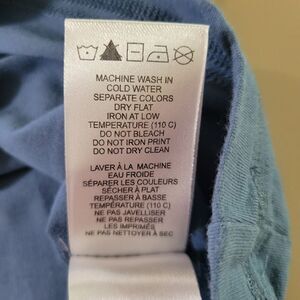 MACHINE WASH IN
COLD WATER
SEPARATE COLORS
DRY FLAT
IRON AT LOW
TEMPERATURE (110 C)
DO NOT BLEACH
DO NOT IRON PRINT
DO NOT DRY CLEAN
LAVER À LA MACHINE
EAU FROIDE
SÉPARER LES COULEURS
SÉCHER À PLAT
REPASSER À BASSE
TEMPÉRATURE (110 C)
NE PAS JAVELLISER
NE PAS REPASSER
LES IMPRIMÉS
NE PAS NETTOYER À SEC